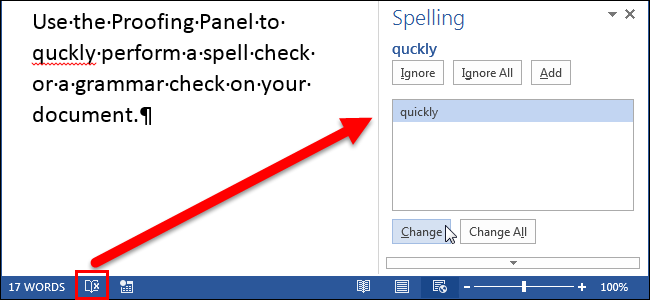 Use the Proofing Panel to
quckly perform a spell check
or a grammar check on your
document.¶
Spelling
quckly
Ignore
Ignore All
Add
quickly
Change
Change All
17 WORDS
100%